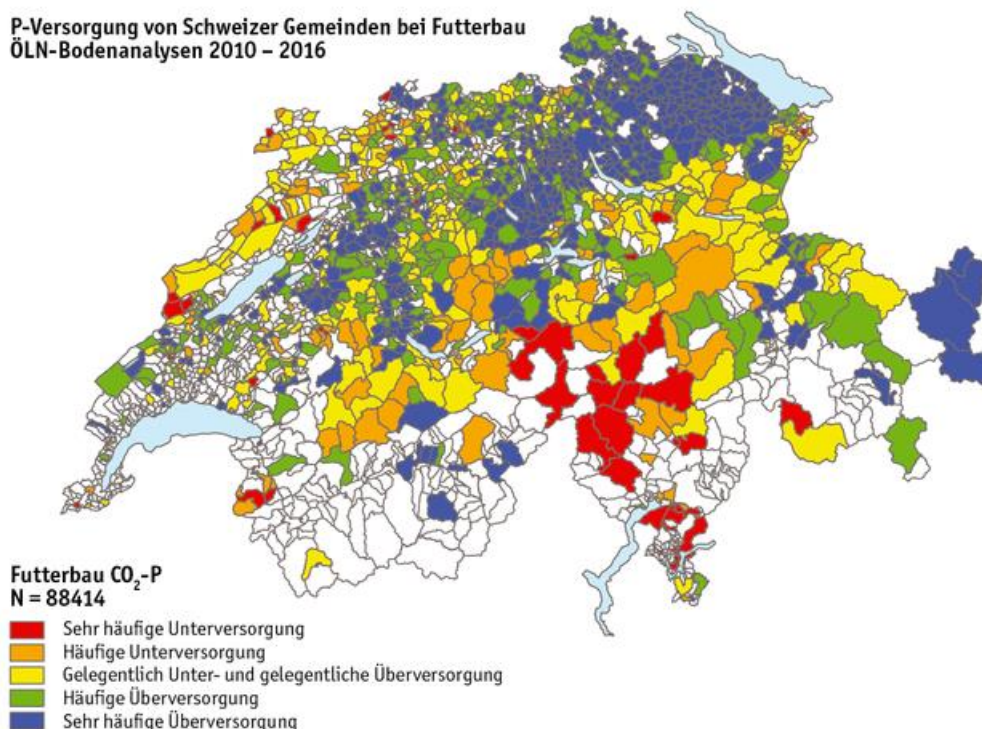 P-Versorgung von Schweizer Gemeinden bei Futterbau
ÖLN-Bodenanalysen 2010 – 2016
Futterbau CO₂-P
N = 88414
Sehr häufige Unterversorgung
Häufige Unterversorgung
Gelegentlich Unter- und gelegentliche Überversorgung
Häufige Überversorgung
Sehr häufige Überversorgung